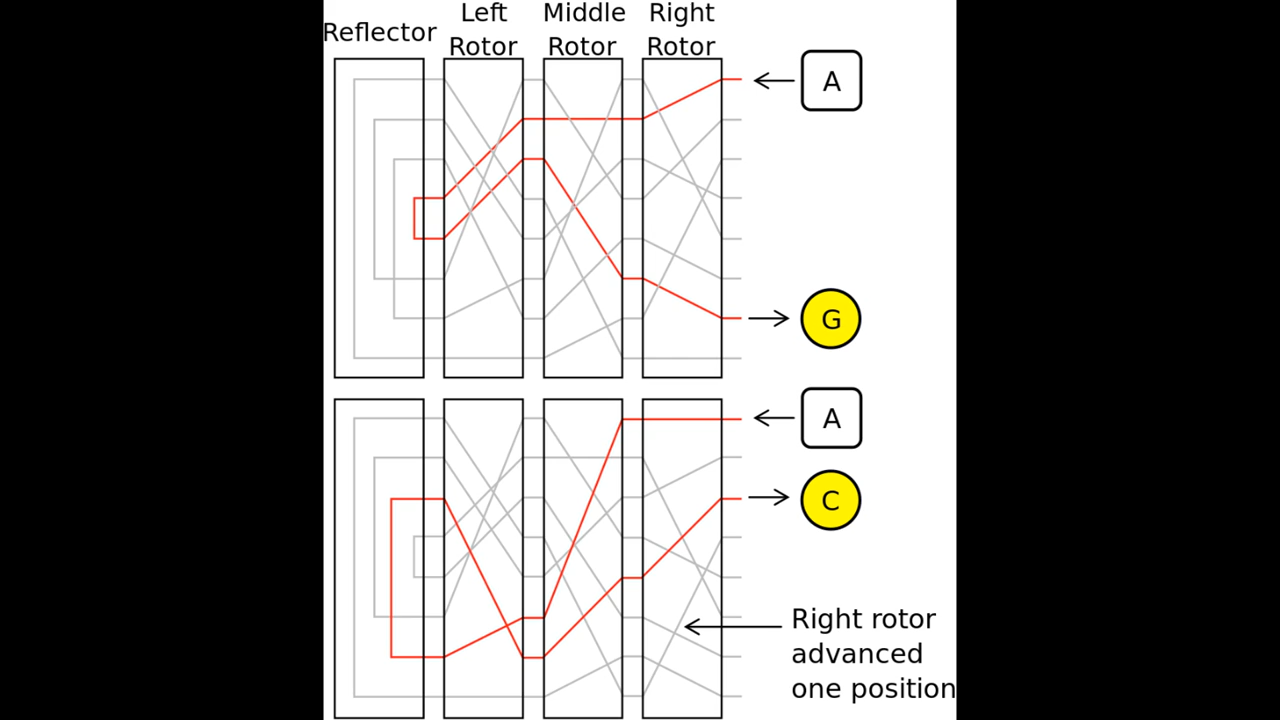 Reflector
Left
Rotor
Middle
Rotor
Right
Rotor
A
G
A
C
Right rotor
advanced
one position